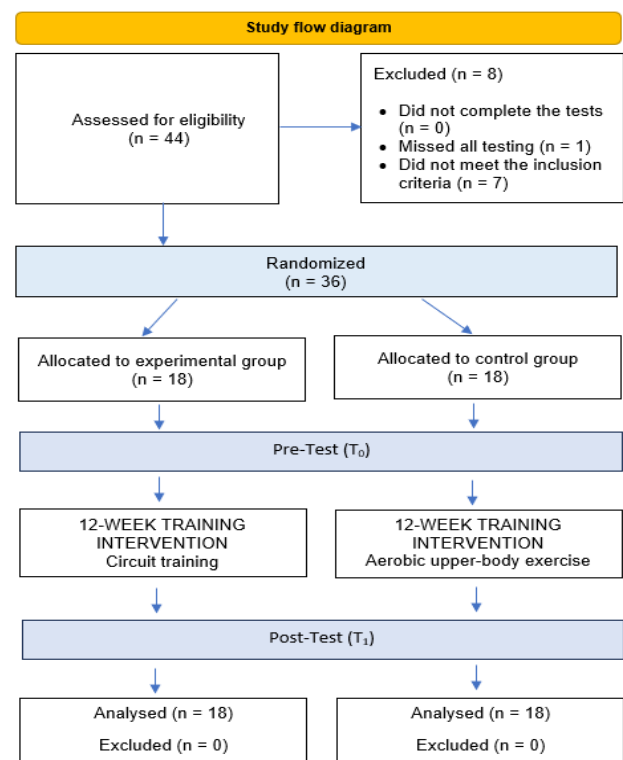 Study flow diagram
Assessed for eligibility
(n = 44)
Excluded (n = 8)
• Did not complete the tests
(n = 0)
• Missed all testing (n = 1)
• Did not meet the inclusion
criteria (n = 7)
Randomized
(n = 36)
Allocated to experimental group
(n = 18)
Allocated to control group
(n = 18)
Pre-Test (T₀)
12-WEEK TRAINING
INTERVENTION
Circuit training
12-WEEK TRAINING
INTERVENTION
Aerobic upper-body exercise
Post-Test (T₁)
Analysed (n = 18)
Excluded (n = 0)
Analysed (n = 18)
Excluded (n = 0)